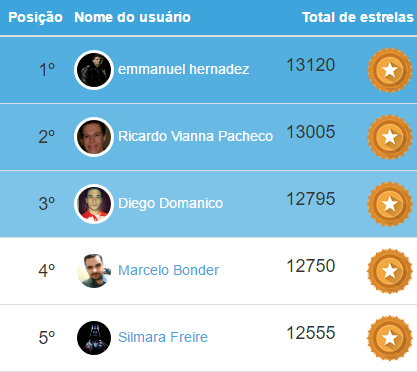 Posição Nome do usuário Total de estrelas
1º emmanuel hernadez 13120
2º Ricardo Vianna Pacheco 13005
3º Diego Domanico 12795
4º Marcelo Bonder 12750
5º Silmara Freire 12555